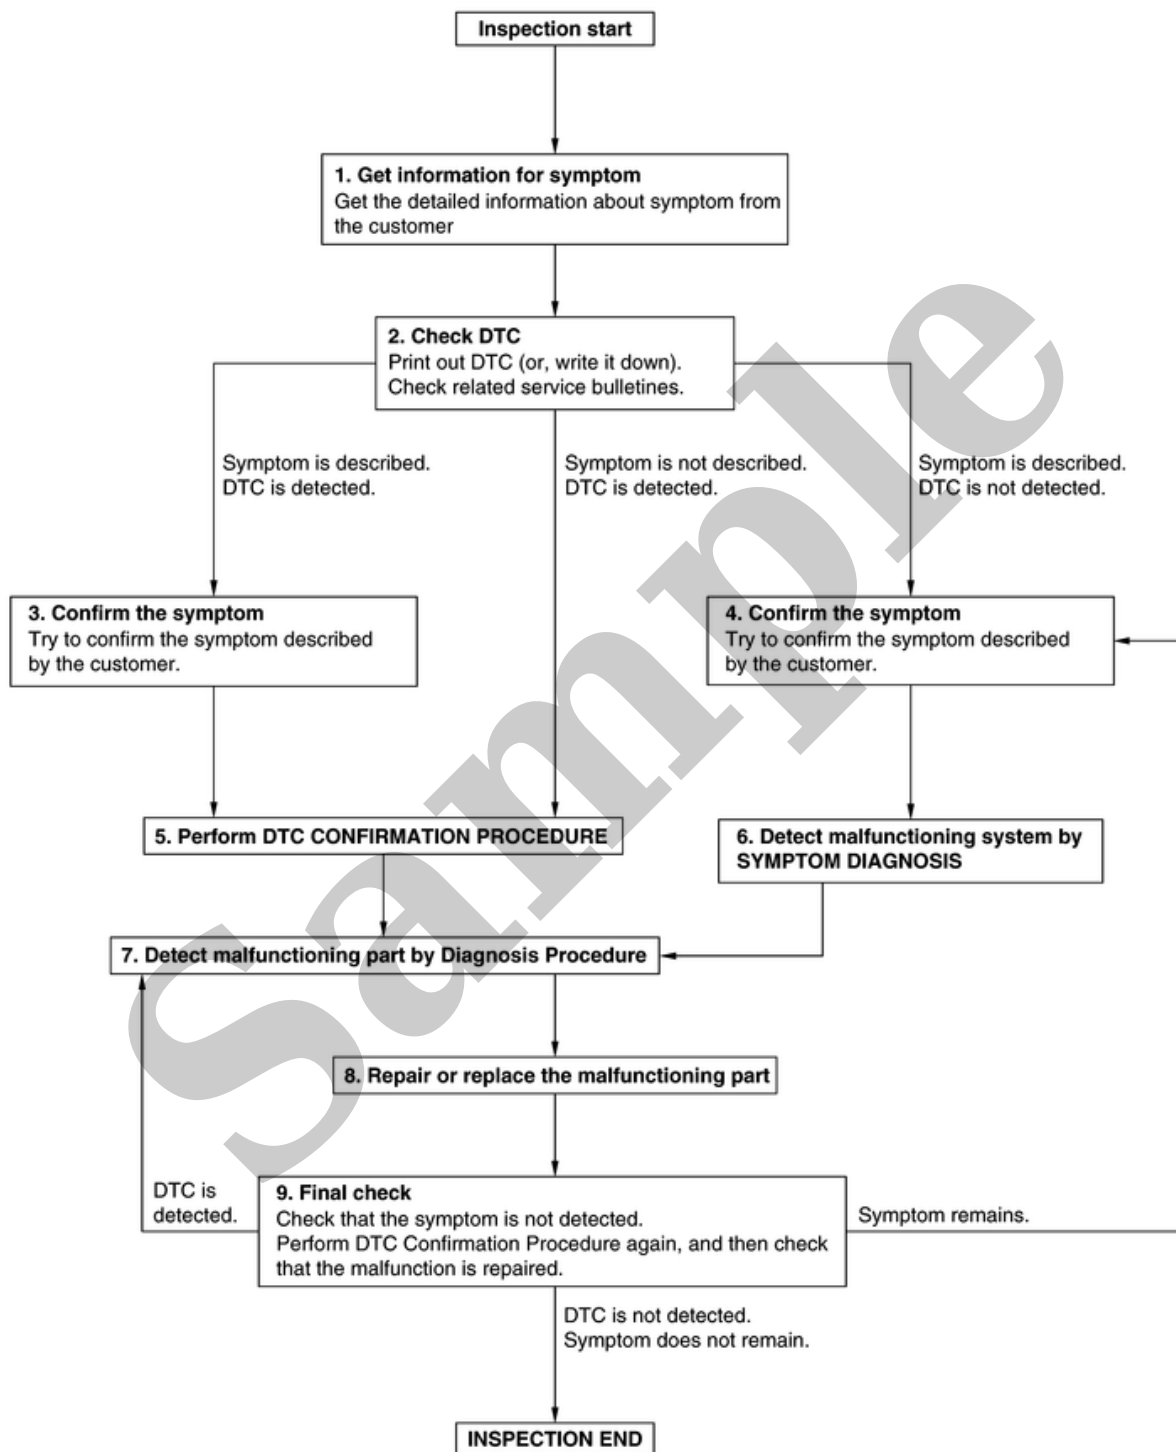 Inspection start
1. Get information for symptom
Get the detailed information about symptom from
the customer
2. Check DTC
Print out DTC (or, write it down).
Check related service bulletines.
Symptom is described.
DTC is detected.
Symptom is not described.
DTC is detected.
Symptom is described.
DTC is not detected.
3. Confirm the symptom
Try to confirm the symptom described
by the customer.
4. Confirm the symptom
Try to confirm the symptom described
by the customer.
5. Perform DTC CONFIRMATION PROCEDURE
6. Detect malfunctioning system by
SYMPTOM DIAGNOSIS
7. Detect malfunctioning part by Diagnosis Procedure
8. Repair or replace the malfunctioning part
DTC is
detected.
9. Final check
Check that the symptom is not detected.
Perform DTC Confirmation Procedure again, and then check
that the malfunction is repaired.
Symptom remains.
DTC is not detected.
Symptom does not remain.
INSPECTION END
Sample